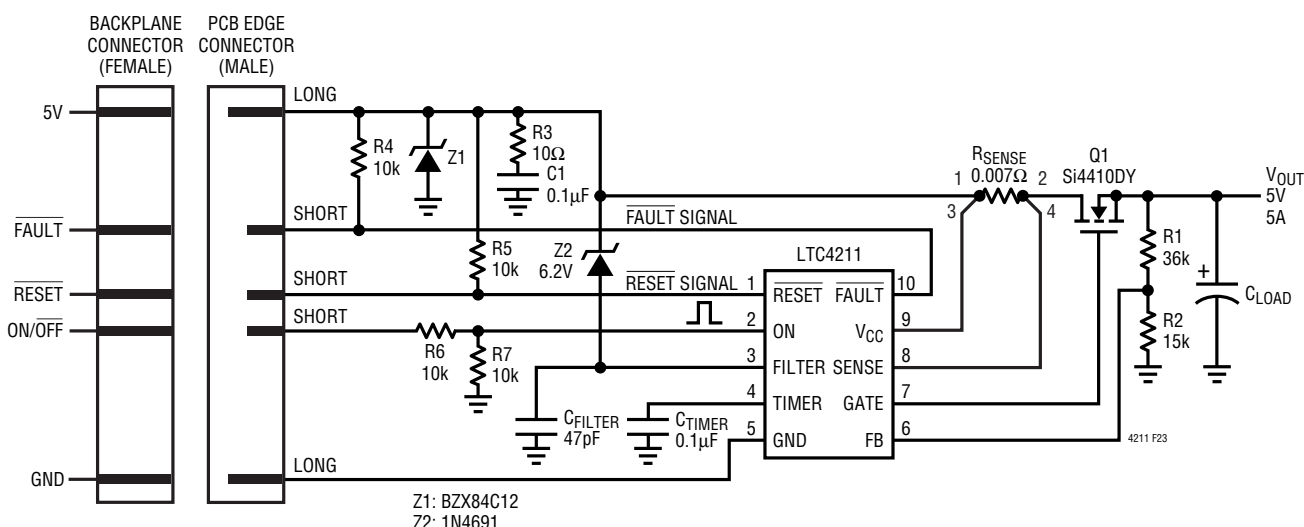 BACKPLANE
CONNECTOR
(FEMALE)
PCB EDGE
CONNECTOR
(MALE)
LONG
5V
R4
10k
Z1
R3
10Ω
C1
0.1µF
RSENSE
0.007Ω
1
2
3
4
Q1
Si4410DY
VOUT
5V
5A
SHORT
FAULT
FAULT SIGNAL
R5
10k
Z2
6.2V
LTC4211
R1
36k
CLOAD
+
SHORT
RESET
RESET SIGNAL
1
RESET
FAULT
10
SHORT
ON/OFF
2
ON
VCC
9
R2
15k
R6
10k
R7
10k
3
FILTER
SENSE
8
4
TIMER
GATE
7
CFILTER
47pF
CTIMER
0.1µF
5
GND
FB
6
4211 F23
LONG
GND
Z1: BZX84C12
Z2: 1N4691